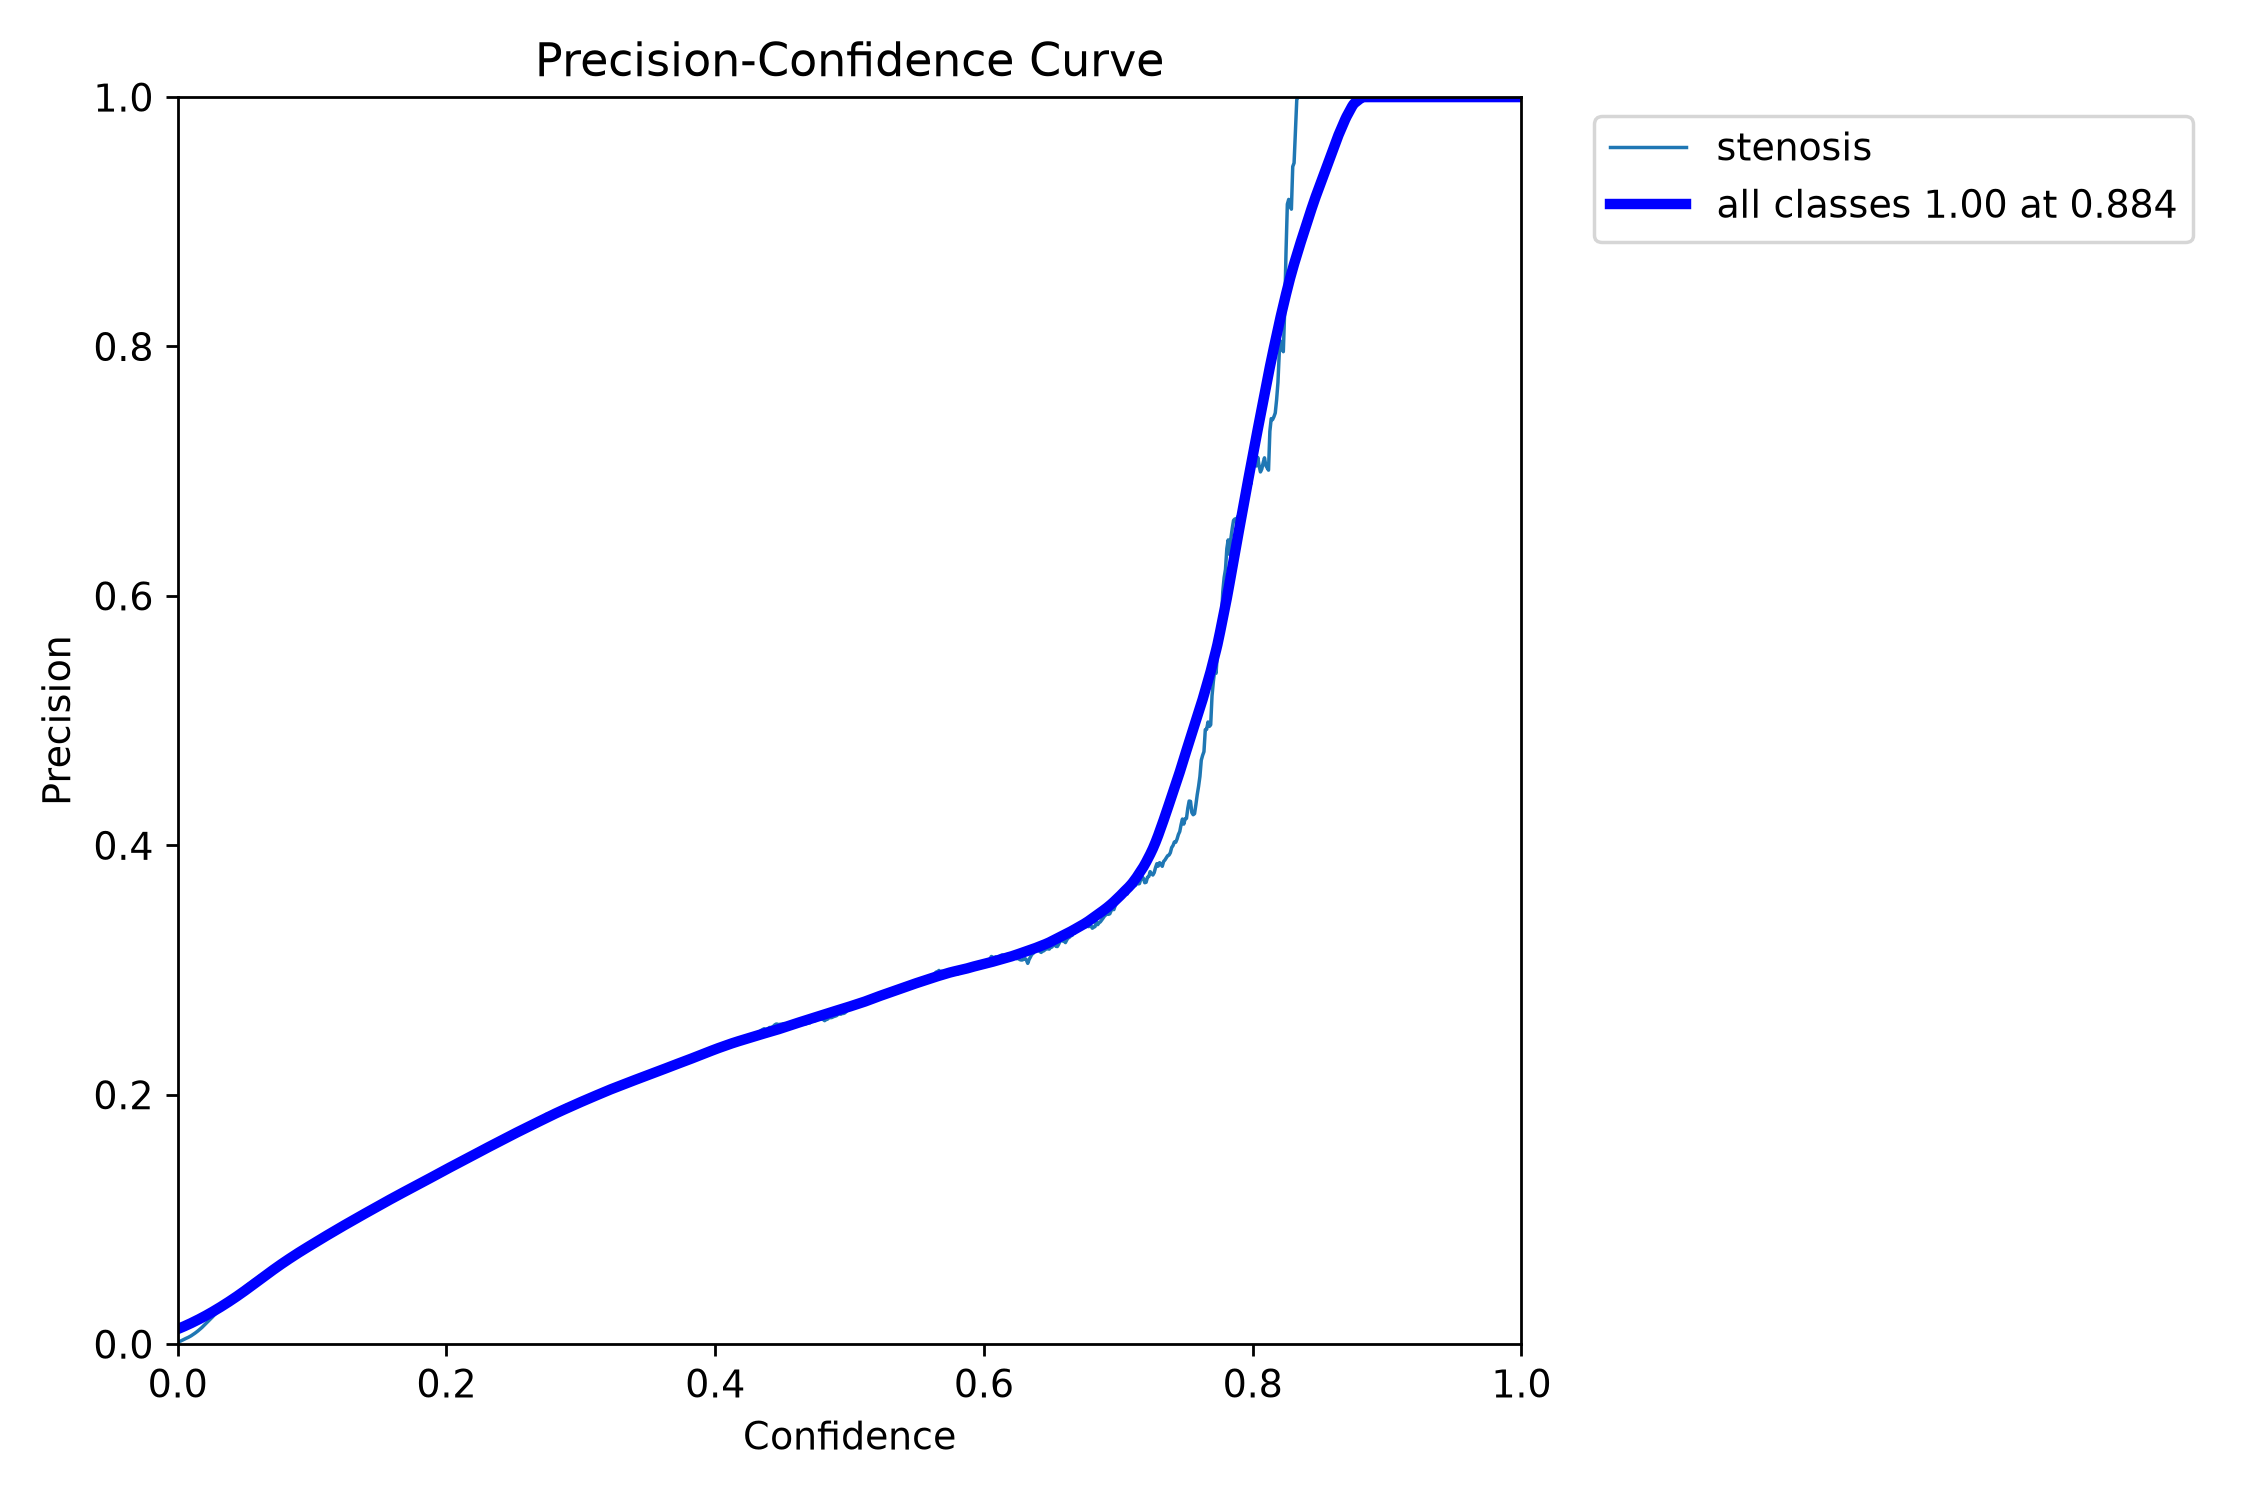 Precision-Confidence Curve
1.0
0.8
0.6
0.4
0.2
0.0
Precision
0.0 0.2 0.4 0.6 0.8 1.0
Confidence
stenosis
all classes 1.00 at 0.884